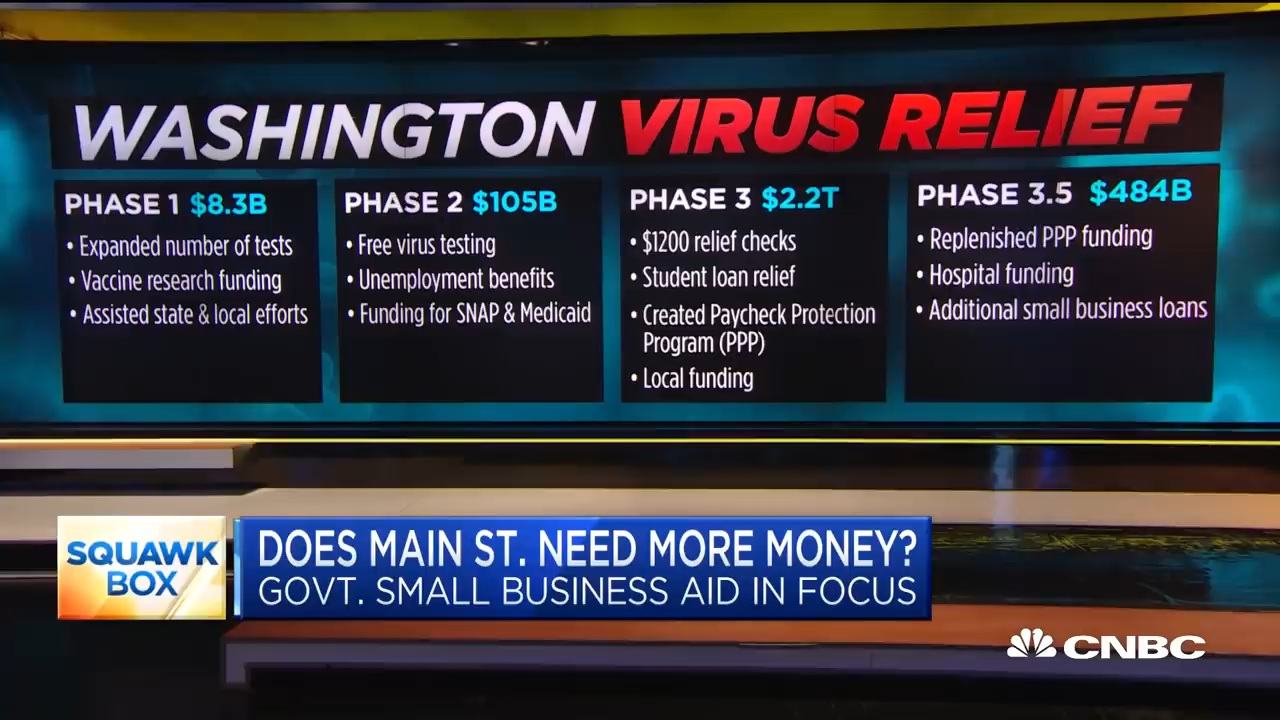 WASHINGTON VIRUS RELIEF
PHASE 1 $8.3B
• Expanded number of tests
• Vaccine research funding
• Assisted state & local efforts
PHASE 2 $105B
• Free virus testing
• Unemployment benefits
• Funding for SNAP & Medicaid
PHASE 3 $2.2T
• $1200 relief checks
• Student loan relief
• Created Paycheck Protection
Program (PPP)
• Local funding
PHASE 3.5 $484B
• Replenished PPP funding
• Hospital funding
• Additional small business loans
SQUAWK
BOX
DOES MAIN ST. NEED MORE MONEY?
GOVT. SMALL BUSINESS AID IN FOCUS
CNBC